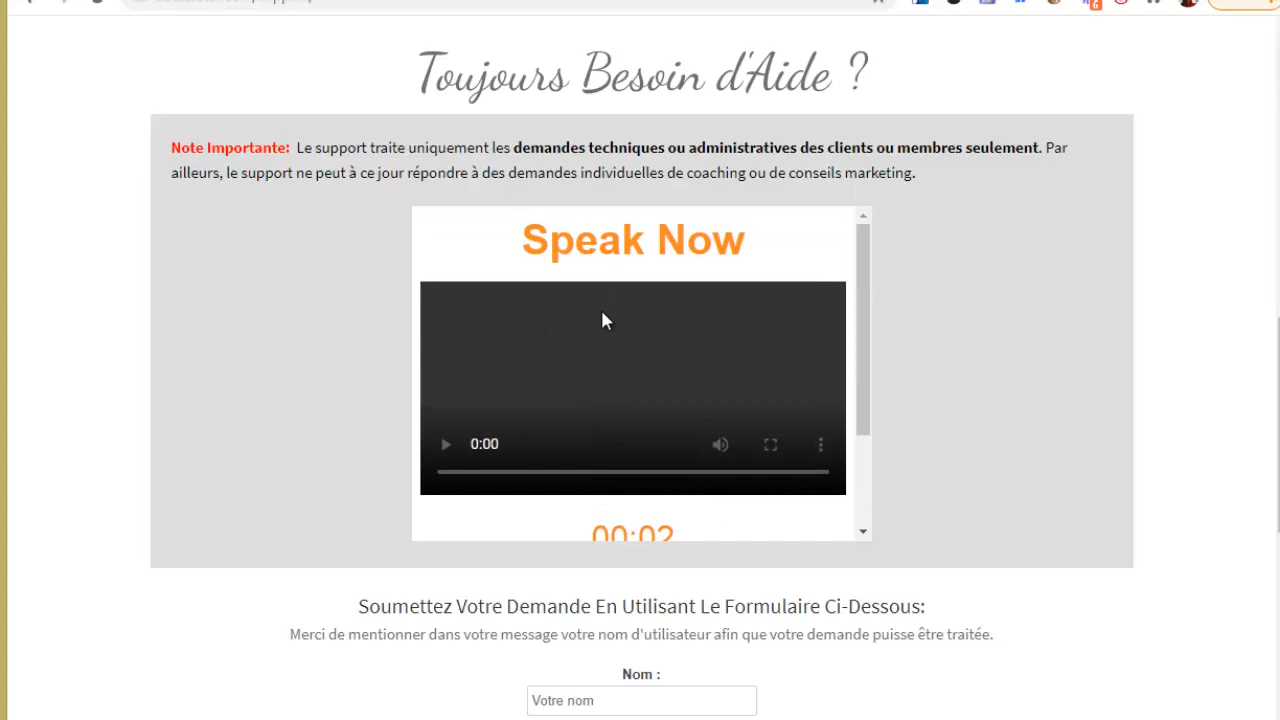 Toujours Besoin d'Aide ?
Note Importante: Le support traite uniquement les demandes techniques ou administratives des clients ou membres seulement. Par
ailleurs, le support ne peut à ce jour répondre à des demandes individuelles de coaching ou de conseils marketing.
Speak Now
0:00
00:02
Soumettez Votre Demande En Utilisant Le Formulaire Ci-Dessous:
Merci de mentionner dans votre message votre nom d'utilisateur afin que votre demande puisse être traitée.
Nom :
Votre nom